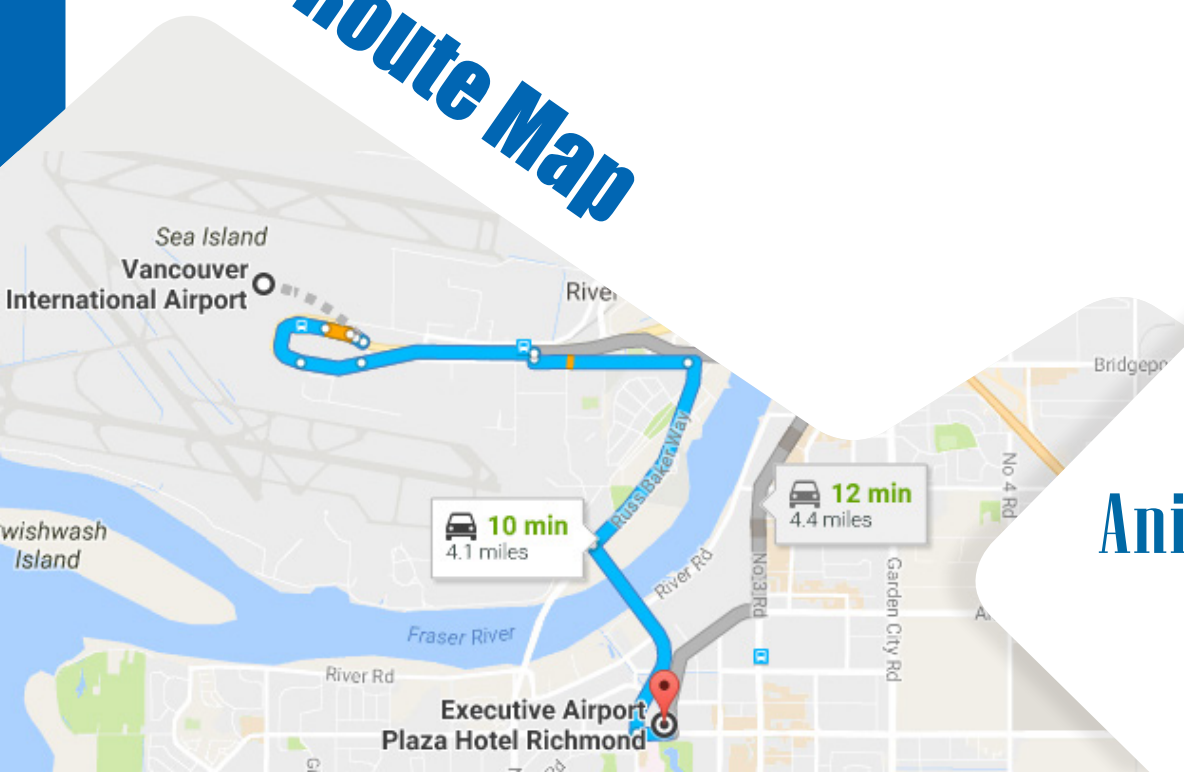 Route Map
Sea Island
Vancouver
International Airport
River
Bridgepo
No 4 Rd
12 min
4.4 miles
Russ Baker Way
10 min
4.1 miles
wishwash
Island
Ani
River Rd
No 3 Rd
Garden City Rd
Fraser River
River Rd
Executive Airport
Plaza Hotel Richmond